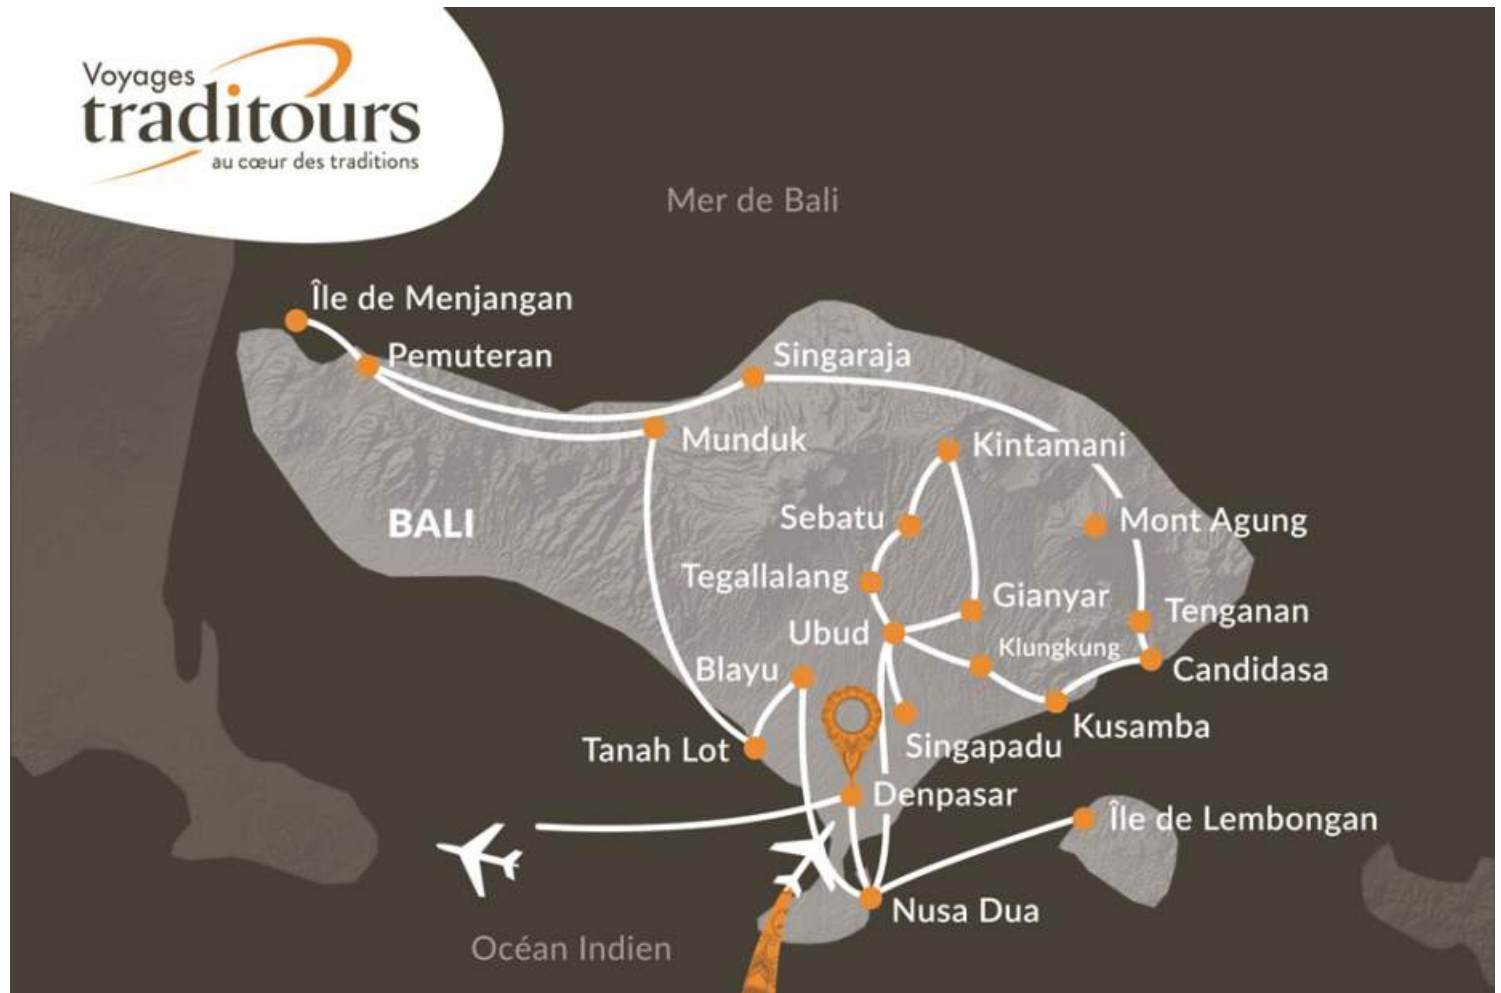 Voyages
traditours
au cœur des traditions
Mer de Bali
Île de Menjangan
Pemuteran
Singaraja
Munduk
Kintamani
BALI
Sebatu
Mont Agung
Tegallalang
Gianyar
Tenganan
Ubud
Klungkung
Blayu
Candidasa
Kusamba
Tanah Lot
Singapadu
Denpasar
Île de Lembongan
Nusa Dua
Océan Indien